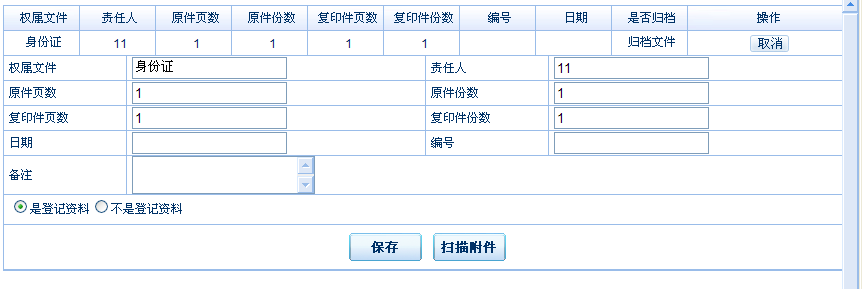 权属文件 责任人 原件页数 原件份数 复印件页数 复印件份数 编号 日期 是否归档 操作
身份证 11 1 1 1 1 归档文件 取消
权属文件 身份证 责任人 11
原件页数 1 原件份数 1
复印件页数 1 复印件份数 1
日期 编号
备注
是登记资料 不是登记资料
保存 扫描附件